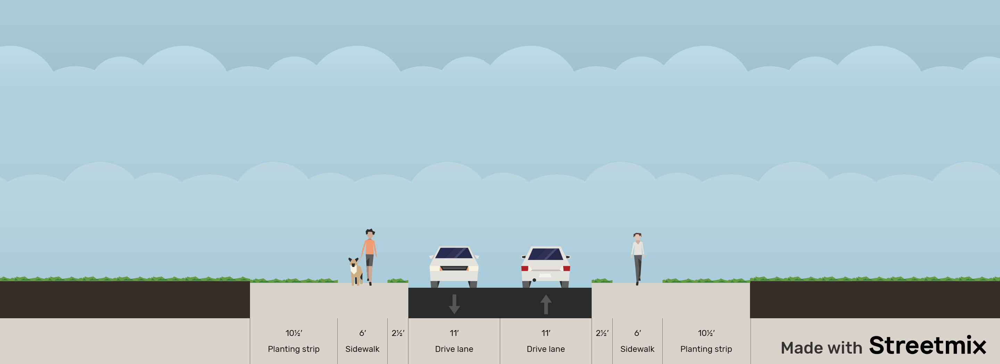 10½′ 6′ 2½′ 11′ 11′ 2½′ 6′ 10½′
Planting strip Sidewalk Drive lane Drive lane Sidewalk Planting strip
Made with Streetmix